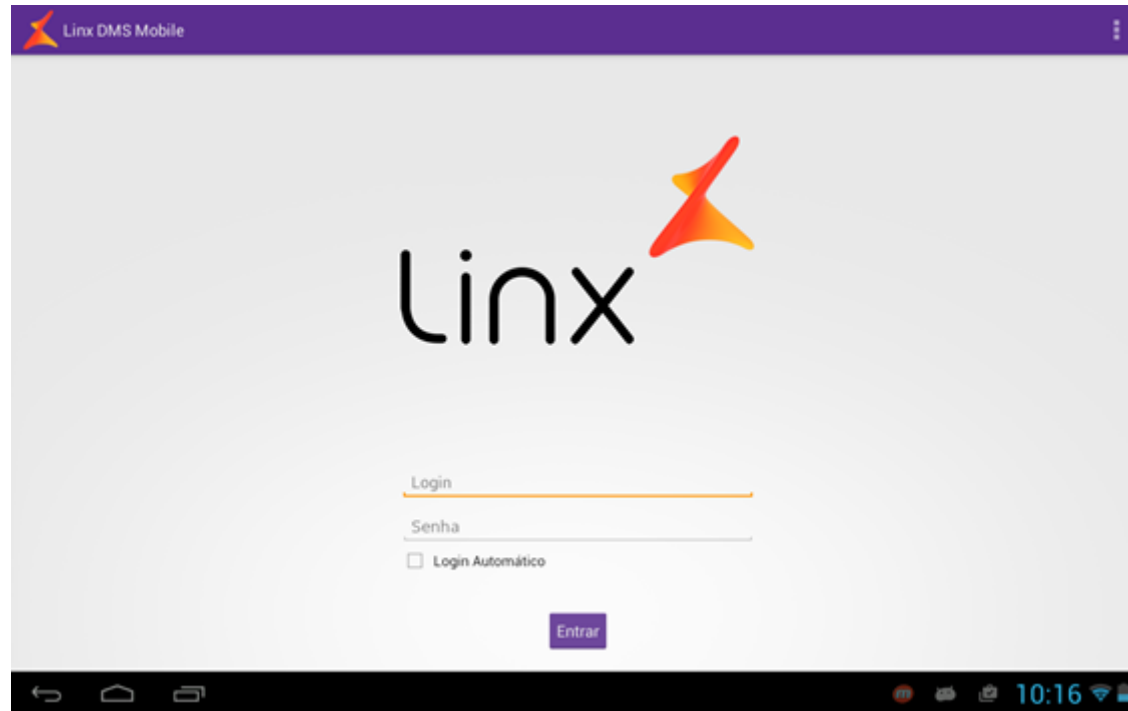 Linx DMS Mobile
Linx
Login
Senha
Login Automático
Entrar
10:16